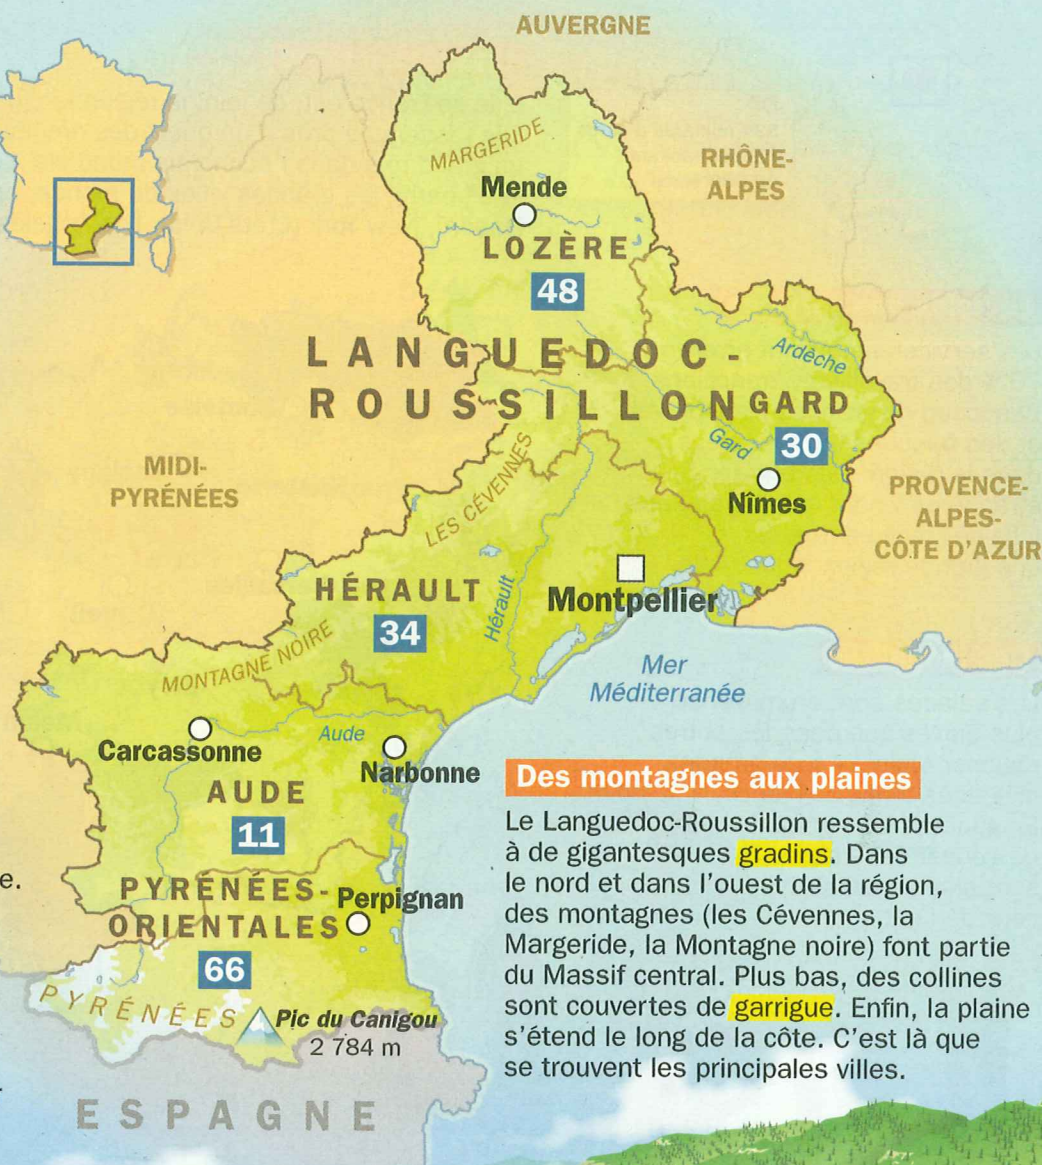 AUVERGNE
MARGERIDE
RHÔNE-
ALPES
Mende
LOZÈRE
48
LANGUEDOC-
ROUSSILLON
Ardèche
GARD
30
Gard
Nîmes
MIDI-
PYRÉNÉES
LES CÉVENNES
PROVENCE-
ALPES-
CÔTE D'AZUR
HÉRAULT
34
Hérault
Montpellier
MONTAGNE NOIRE
Mer
Méditerranée
Carcassonne
Aude
Narbonne
AUDE
11
Des montagnes aux plaines
Le Languedoc-Roussillon ressemble
à de gigantesques gradins. Dans
le nord et dans l'ouest de la région,
des montagnes (les Cévennes, la
Margeride, la Montagne noire) font partie
du Massif central. Plus bas, des collines
sont couvertes de garrigue. Enfin, la plaine
s'étend le long de la côte. C'est là que
se trouvent les principales villes.
e.
PYRÉNÉES-
ORIENTALES
Perpignan
66
PYRÉNÉES
Pic du Canigou
2 784 m
ESPAGNE